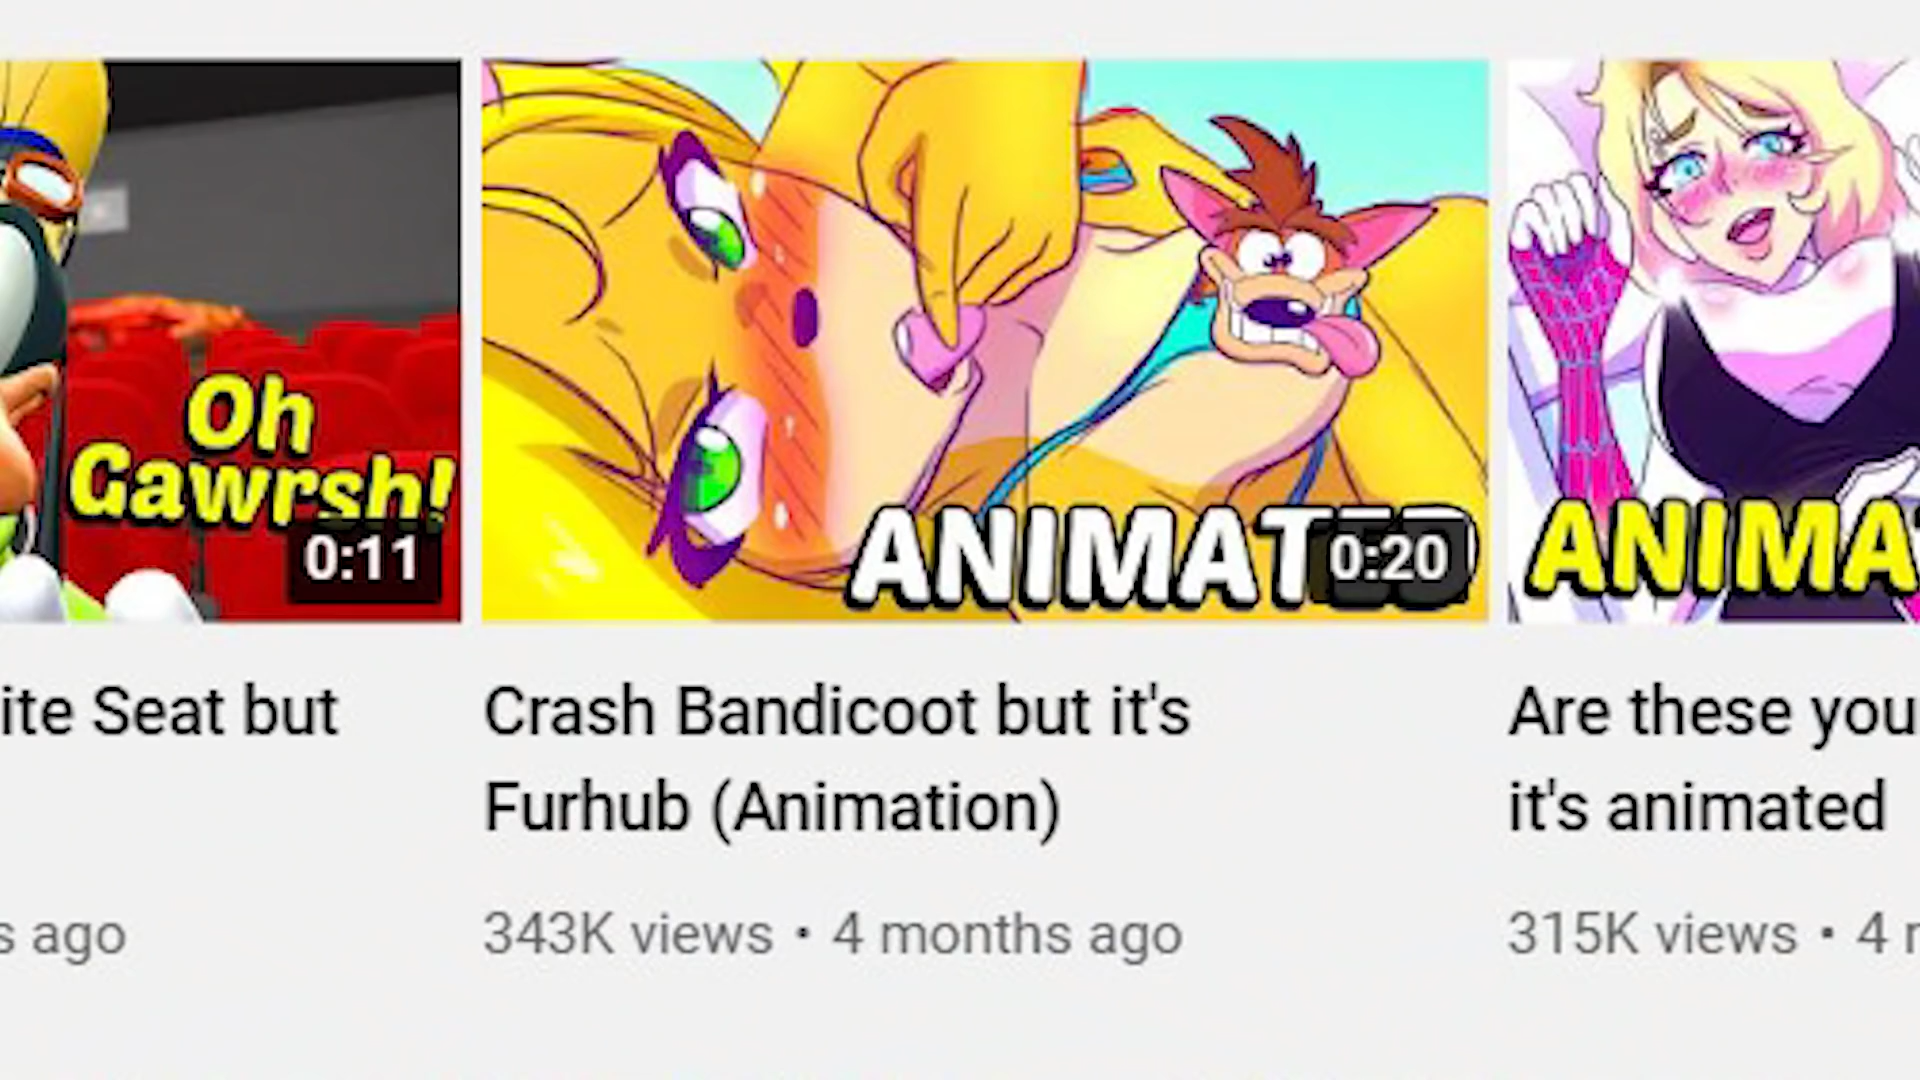 Oh
Gawrsh!
0:11
ANIMATED
0:20
ANIMA
ite Seat but
s ago
Crash Bandicoot but it's
Furhub (Animation)
343K views • 4 months ago
Are these you
it's animated
315K views • 4